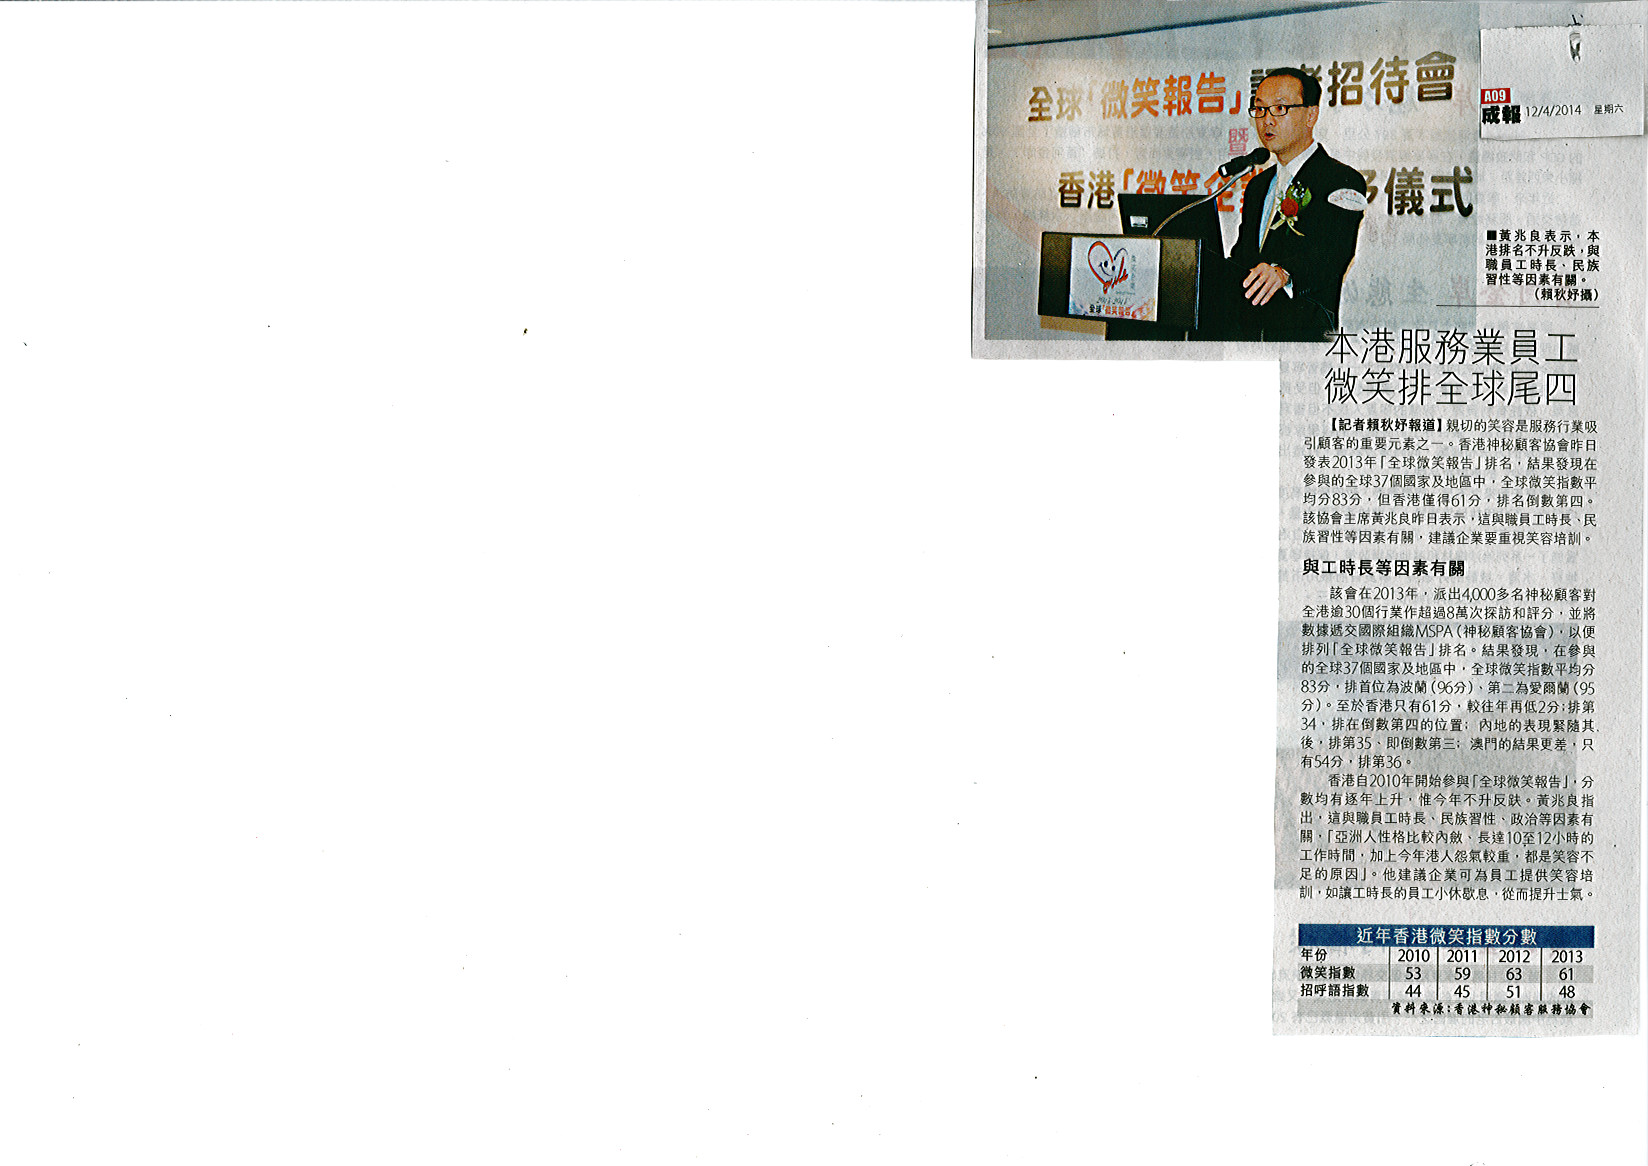 全球「微笑報告」記者招待會
暨
香港「微笑企業
儀式
全球「微笑報告」
A09
成報 12/4/2014 星期六
■黃兆良表示，本
港排名不升反跌，與
職員工時長、民族
習性等因素有關。
（賴秋妤攝）
本港服務業員工
微笑排全球尾四
【記者賴秋妤報道】親切的笑容是服務行業吸
引顧客的重要元素之一。香港神秘顧客協會昨日
發表2013年「全球微笑報告」排名，結果發現在
參與的全球37個國家及地區中，全球微笑指數平
均分83分，但香港僅得61分，排名倒數第四。
該協會主席黃兆良昨日表示，這與職員工時長、民
族習性等因素有關，建議企業要重視笑容培訓。
與工時長等因素有關
該會在2013年，派出4,000多名神秘顧客對
全港逾30個行業作超過8萬次探訪和評分，並將
數據遞交國際組織MSPA（神秘顧客協會），以便
排列「全球微笑報告」排名。結果發現，在參與
的全球37個國家及地區中，全球微笑指數平均分
83分，排首位為波蘭（96分）、第二為愛爾蘭（95
分）。至於香港只有61分，較往年再低2分；排第
34，排在倒數第四的位置；內地的表現緊隨其
後，排第35、即倒數第三；澳門的結果更差，只
有54分，排第36。
香港自2010年開始參與「全球微笑報告」，分
數均有逐年上升，惟今年不升反跌。黃兆良指
出，這與職員工時長、民族習性、政治等因素有
關，「亞洲人性格比較內斂、長達10至12小時的
工作時間，加上今年港人怨氣較重，都是笑容不
足的原因」。他建議企業可為員工提供笑容培
訓，如讓工時長的員工小休歇息，從而提升士氣。
近年香港微笑指數分數
年份 2010 2011 2012 2013
微笑指數 53 59 63 61
招呼語指數 44 45 51 48
資料來源：香港神秘顧客服務協會